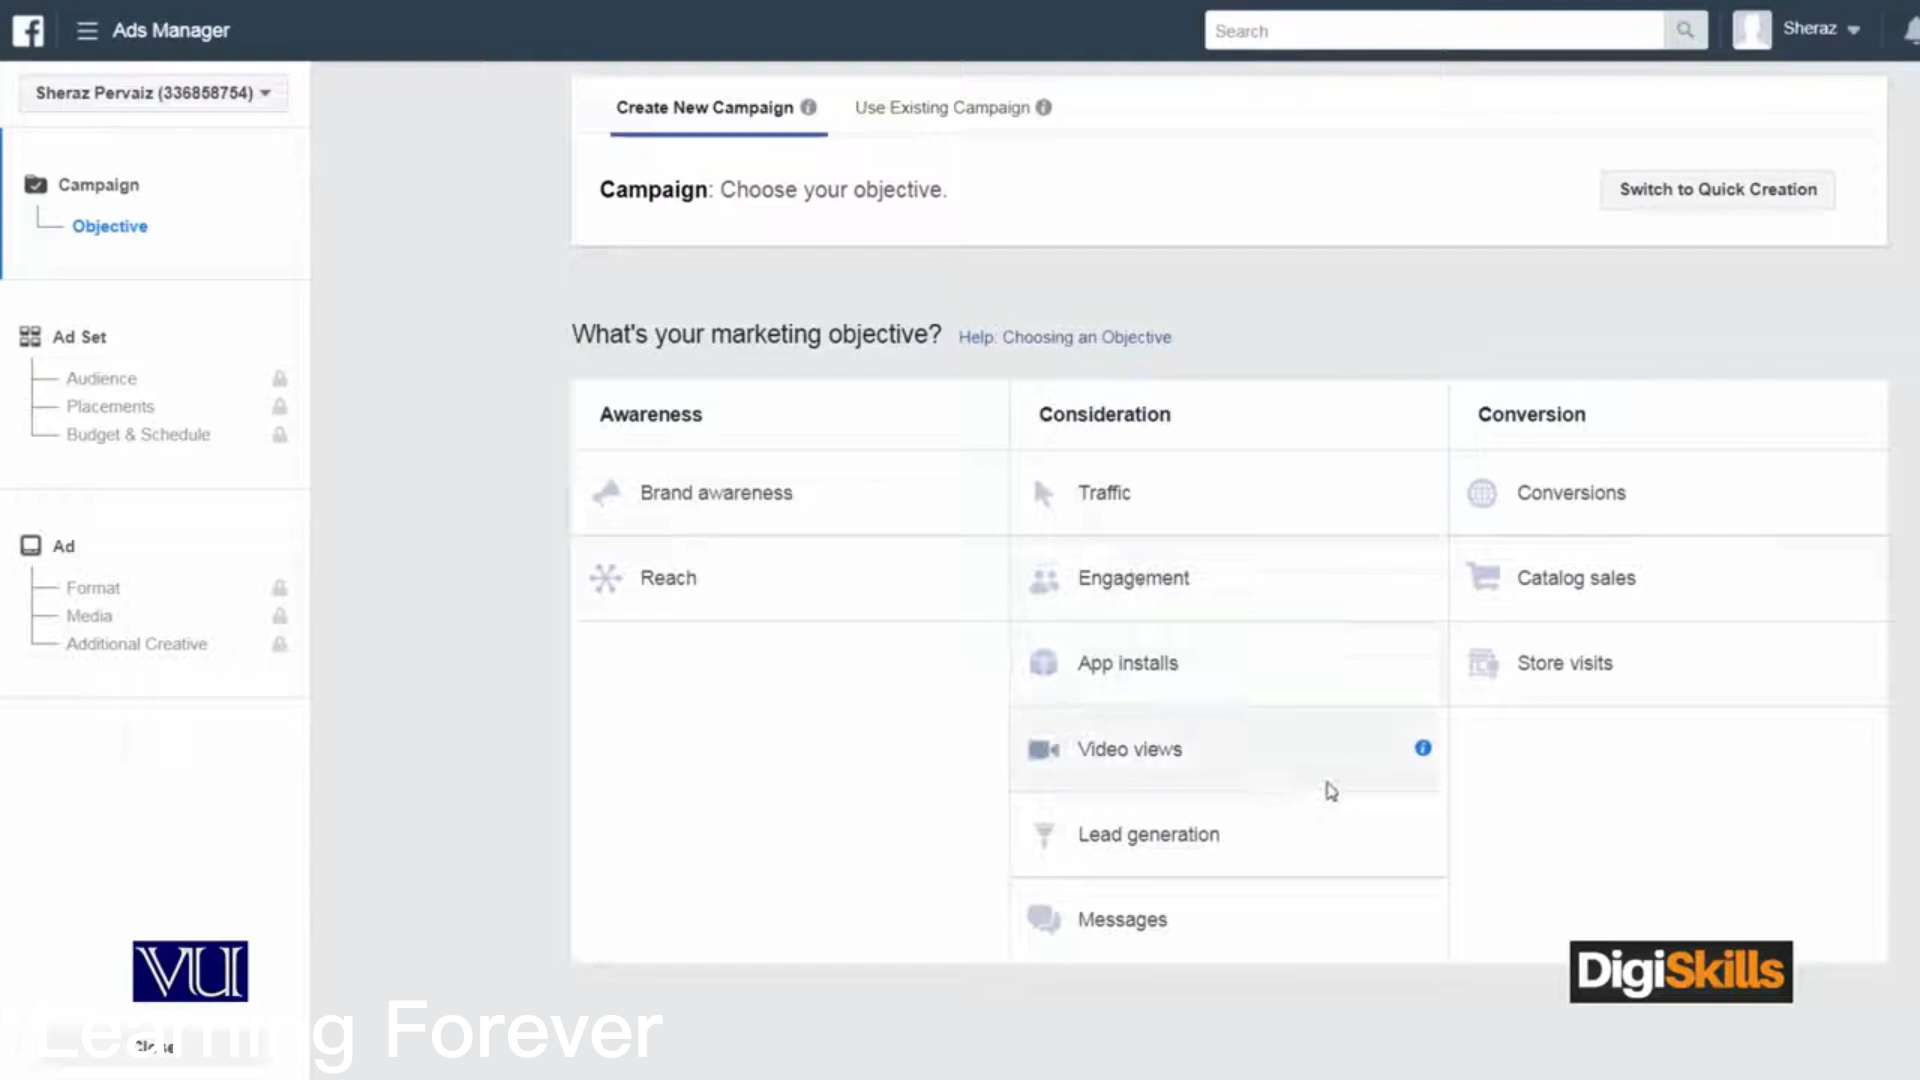 Ads Manager
Search
Sheraz
Sheraz Pervaiz (336858754)
Campaign
Objective
Ad Set
Audience
Placements
Budget & Schedule
Ad
Format
Media
Additional Creative
Close
Create New Campaign
Use Existing Campaign
Campaign: Choose your objective.
Switch to Quick Creation
What's your marketing objective? Help: Choosing an Objective
Awareness
Brand awareness
Reach
Consideration
Traffic
Engagement
App installs
Video views
Lead generation
Messages
Conversion
Conversions
Catalog sales
Store visits
VU
DigiSkills
Learning Forever